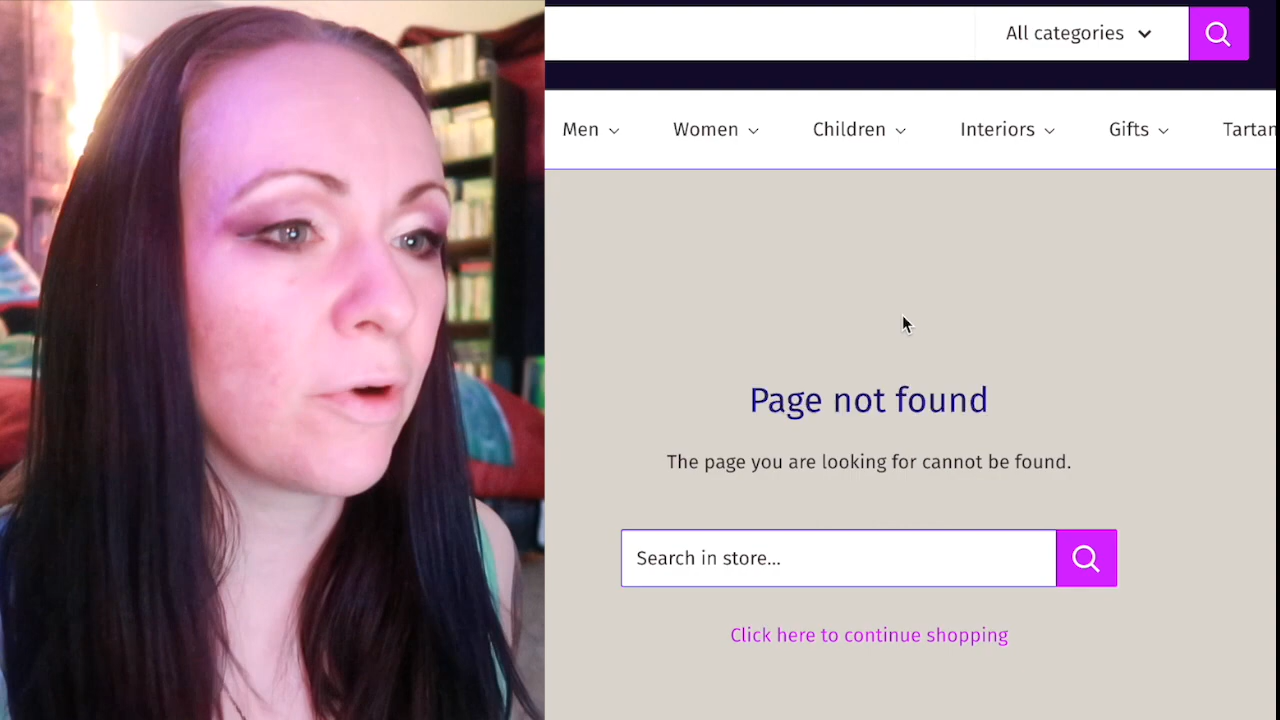 All categories
Men Women Children Interiors Gifts Tartan
Page not found
The page you are looking for cannot be found.
Search in store...
Click here to continue shopping